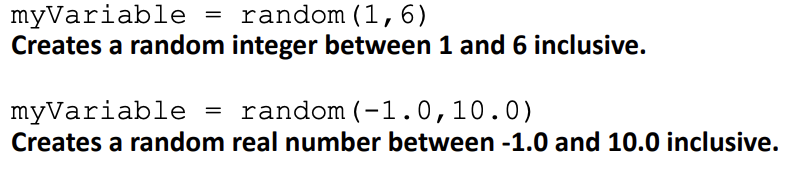 myVariable = random(1,6)
Creates a random integer between 1 and 6 inclusive.
myVariable = random(-1.0,10.0)
Creates a random real number between -1.0 and 10.0 inclusive.